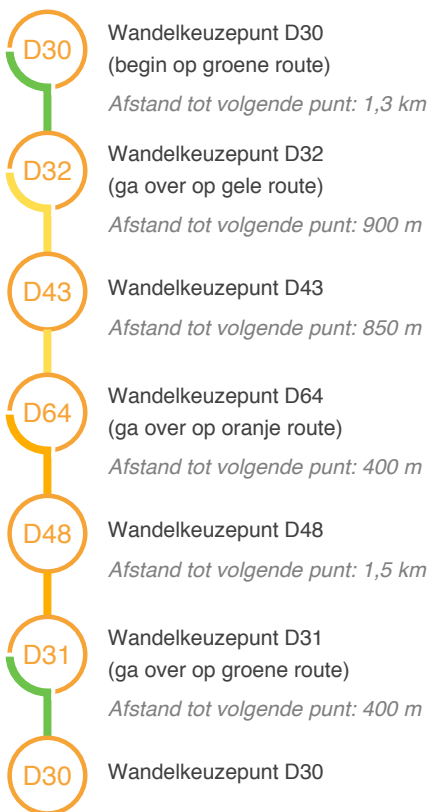 D30
Wandelkeuzepunt D30
(begin op groene route)
Afstand tot volgende punt: 1,3 km
D32
Wandelkeuzepunt D32
(ga over op gele route)
Afstand tot volgende punt: 900 m
D43
Wandelkeuzepunt D43
Afstand tot volgende punt: 850 m
D64
Wandelkeuzepunt D64
(ga over op oranje route)
Afstand tot volgende punt: 400 m
D48
Wandelkeuzepunt D48
Afstand tot volgende punt: 1,5 km
D31
Wandelkeuzepunt D31
(ga over op groene route)
Afstand tot volgende punt: 400 m
D30
Wandelkeuzepunt D30